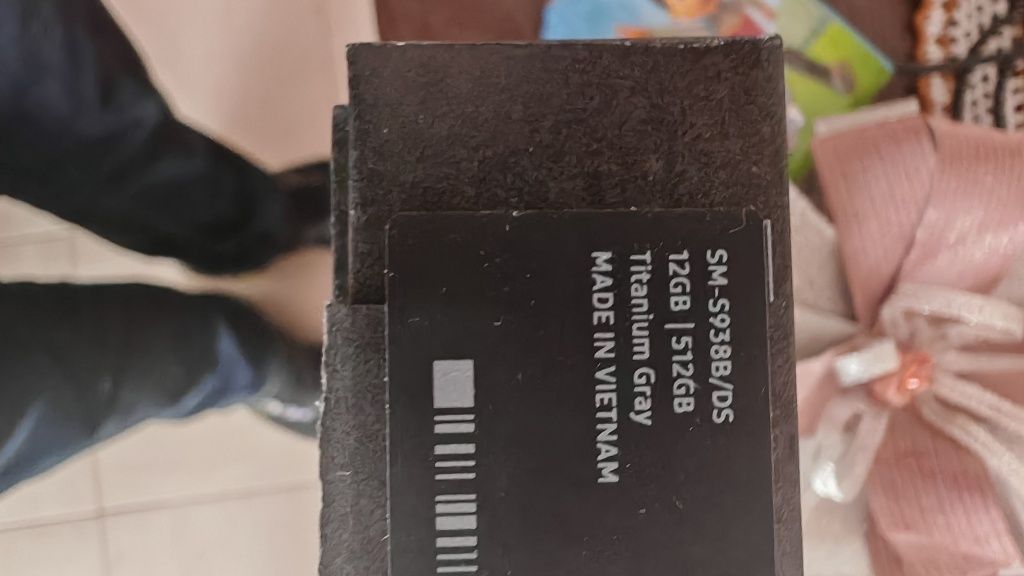 SM-S938B/DS
12GB | 512GB
Titanium Gray
MADE IN VIETNAM